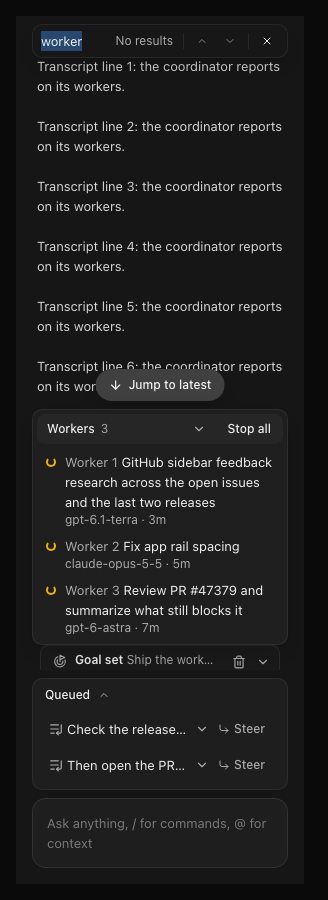 worker No results
Transcript line 1: the coordinator reports
on its workers.
Transcript line 2: the coordinator reports
on its workers.
Transcript line 3: the coordinator reports
on its workers.
Transcript line 4: the coordinator reports
on its workers.
Transcript line 5: the coordinator reports
on its workers.
Transcript line 6: the coordinator reports
on its wor
Jump to latest
Workers 3 Stop all
Worker 1 GitHub sidebar feedback
research across the open issues
and the last two releases
gpt-6.1-terra · 3m
Worker 2 Fix app rail spacing
claude-opus-5-5 · 5m
Worker 3 Review PR #47379 and
summarize what still blocks it
gpt-6-astra · 7m
Goal set Ship the work...
Queued
Check the release... Steer
Then open the PR... Steer
Ask anything, / for commands, @ for
context